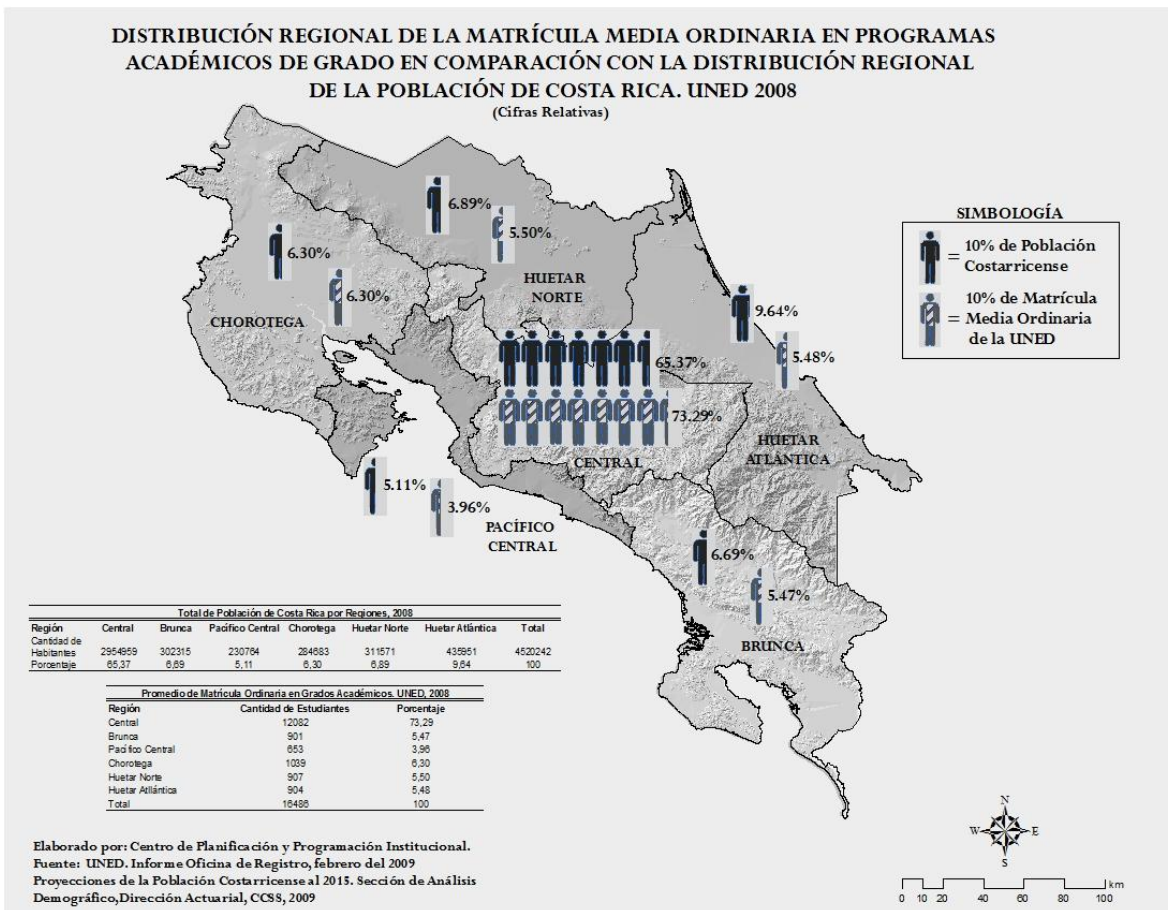 DISTRIBUCIÓN REGIONAL DE LA MATRÍCULA MEDIA ORDINARIA EN PROGRAMAS
ACADÉMICOS DE GRADO EN COMPARACIÓN CON LA DISTRIBUCIÓN REGIONAL
DE LA POBLACIÓN DE COSTA RICA. UNED 2008
(Cifras Relativas)
6.89%
5.50%
HUETAR
NORTE
6.30%
6.30%
CHOROTEGA
9.64%
5.48%
65.37%
73.29%
CENTRAL
HUETAR
ATLÁNTICA
5.11%
3.96%
PACÍFICO
CENTRAL
6.69%
5.47%
BRUNCA
SIMBOLOGÍA
= 10% de Población
Costarricense
10% de Matrícula
= Media Ordinaria
de la UNED
Total de Población de Costa Rica por Regiones, 2008
Región Central Brunca Pacífico Central Chorotega Huetar Norte Huetar Atlántica Total
Cantidad de
Habitantes 2954959 302315 230764 284683 311571 435951 4520242
Porcentaje 65,37 6,69 5,11 6,30 6,89 9,64 100
Promedio de Matrícula Ordinaria en Grados Académicos. UNED, 2008
Región Cantidad de Estudiantes Porcentaje
Central 12082 73,29
Brunca 901 5,47
Pacífico Central 653 3,96
Chorotega 1039 6,30
Huetar Norte 907 5,50
Huetar Atllántica 904 5,48
Total 16486 100
Elaborado por: Centro de Planificación y Programación Institucional.
Fuente: UNED. Informe Oficina de Registro, febrero del 2009
Proyecciones de la Población Costarricense al 2015. Sección de Análisis
Demográfico,Dirección Actuarial, CCSS, 2009
N
W E
S
0 10 20 40 60 80 100
km